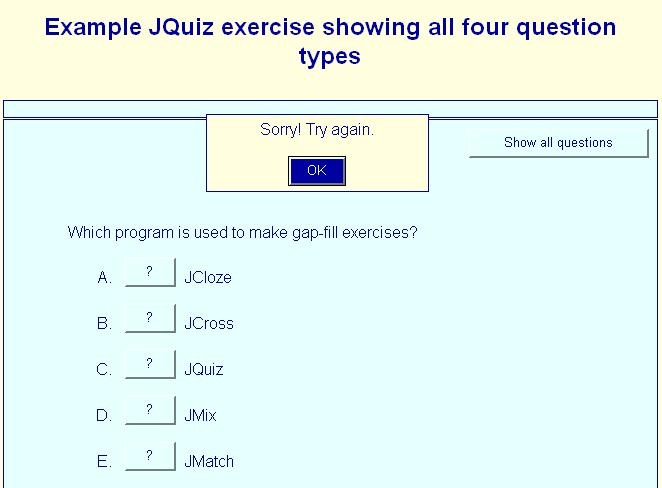 Example JQuiz exercise showing all four question
types
Sorry! Try again.
OK
Show all questions
Which program is used to make gap-fill exercises?
A. ? JCloze
B. ? JCross
C. ? JQuiz
D. ? JMix
E. ? JMatch